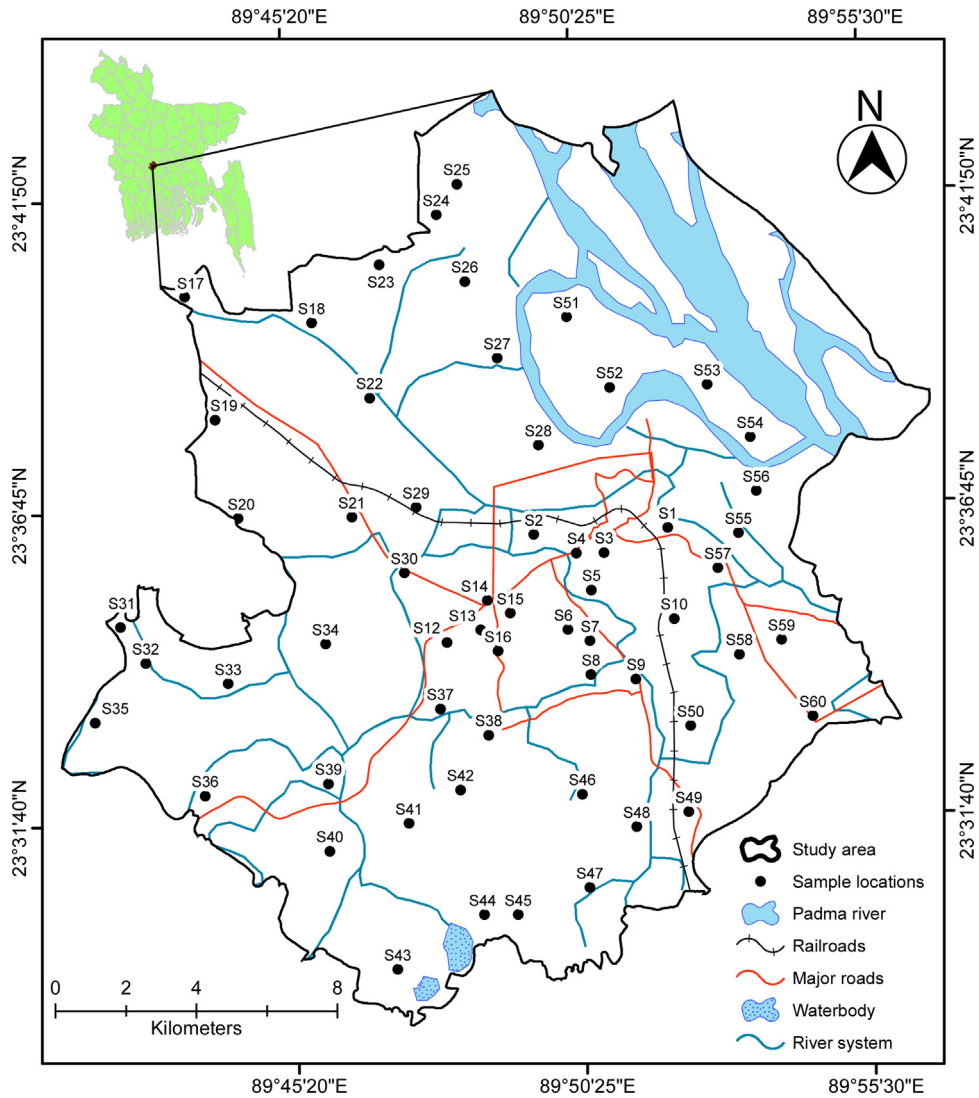 89°45'20"E 89°50'25"E 89°55'30"E
N
23°41'50"N
23°41'50"N
S25
S24
S17
S23
S26
S18
S51
S27
S22
S52
S53
S19
S28
S54
S56
23°36'45"N
23°36'45"N
S20
S21
S29
S2
S1
S55
S4 S3
S30
S57
S14
S5
S15
S10
S31
S12
S13
S6
S7
S59
S32
S34
S16
S58
S33
S8
S9
S35
S37
S60
S38
S50
S36
S39
S42
S46
S41
S48
S49
23°31'40"N
23°31'40"N
S40
S47
S44 S45
S43
Study area
Sample locations
Padma river
Railroads
Major roads
Waterbody
River system
0 2 4 8
Kilometers
89°45'20"E 89°50'25"E 89°55'30"E